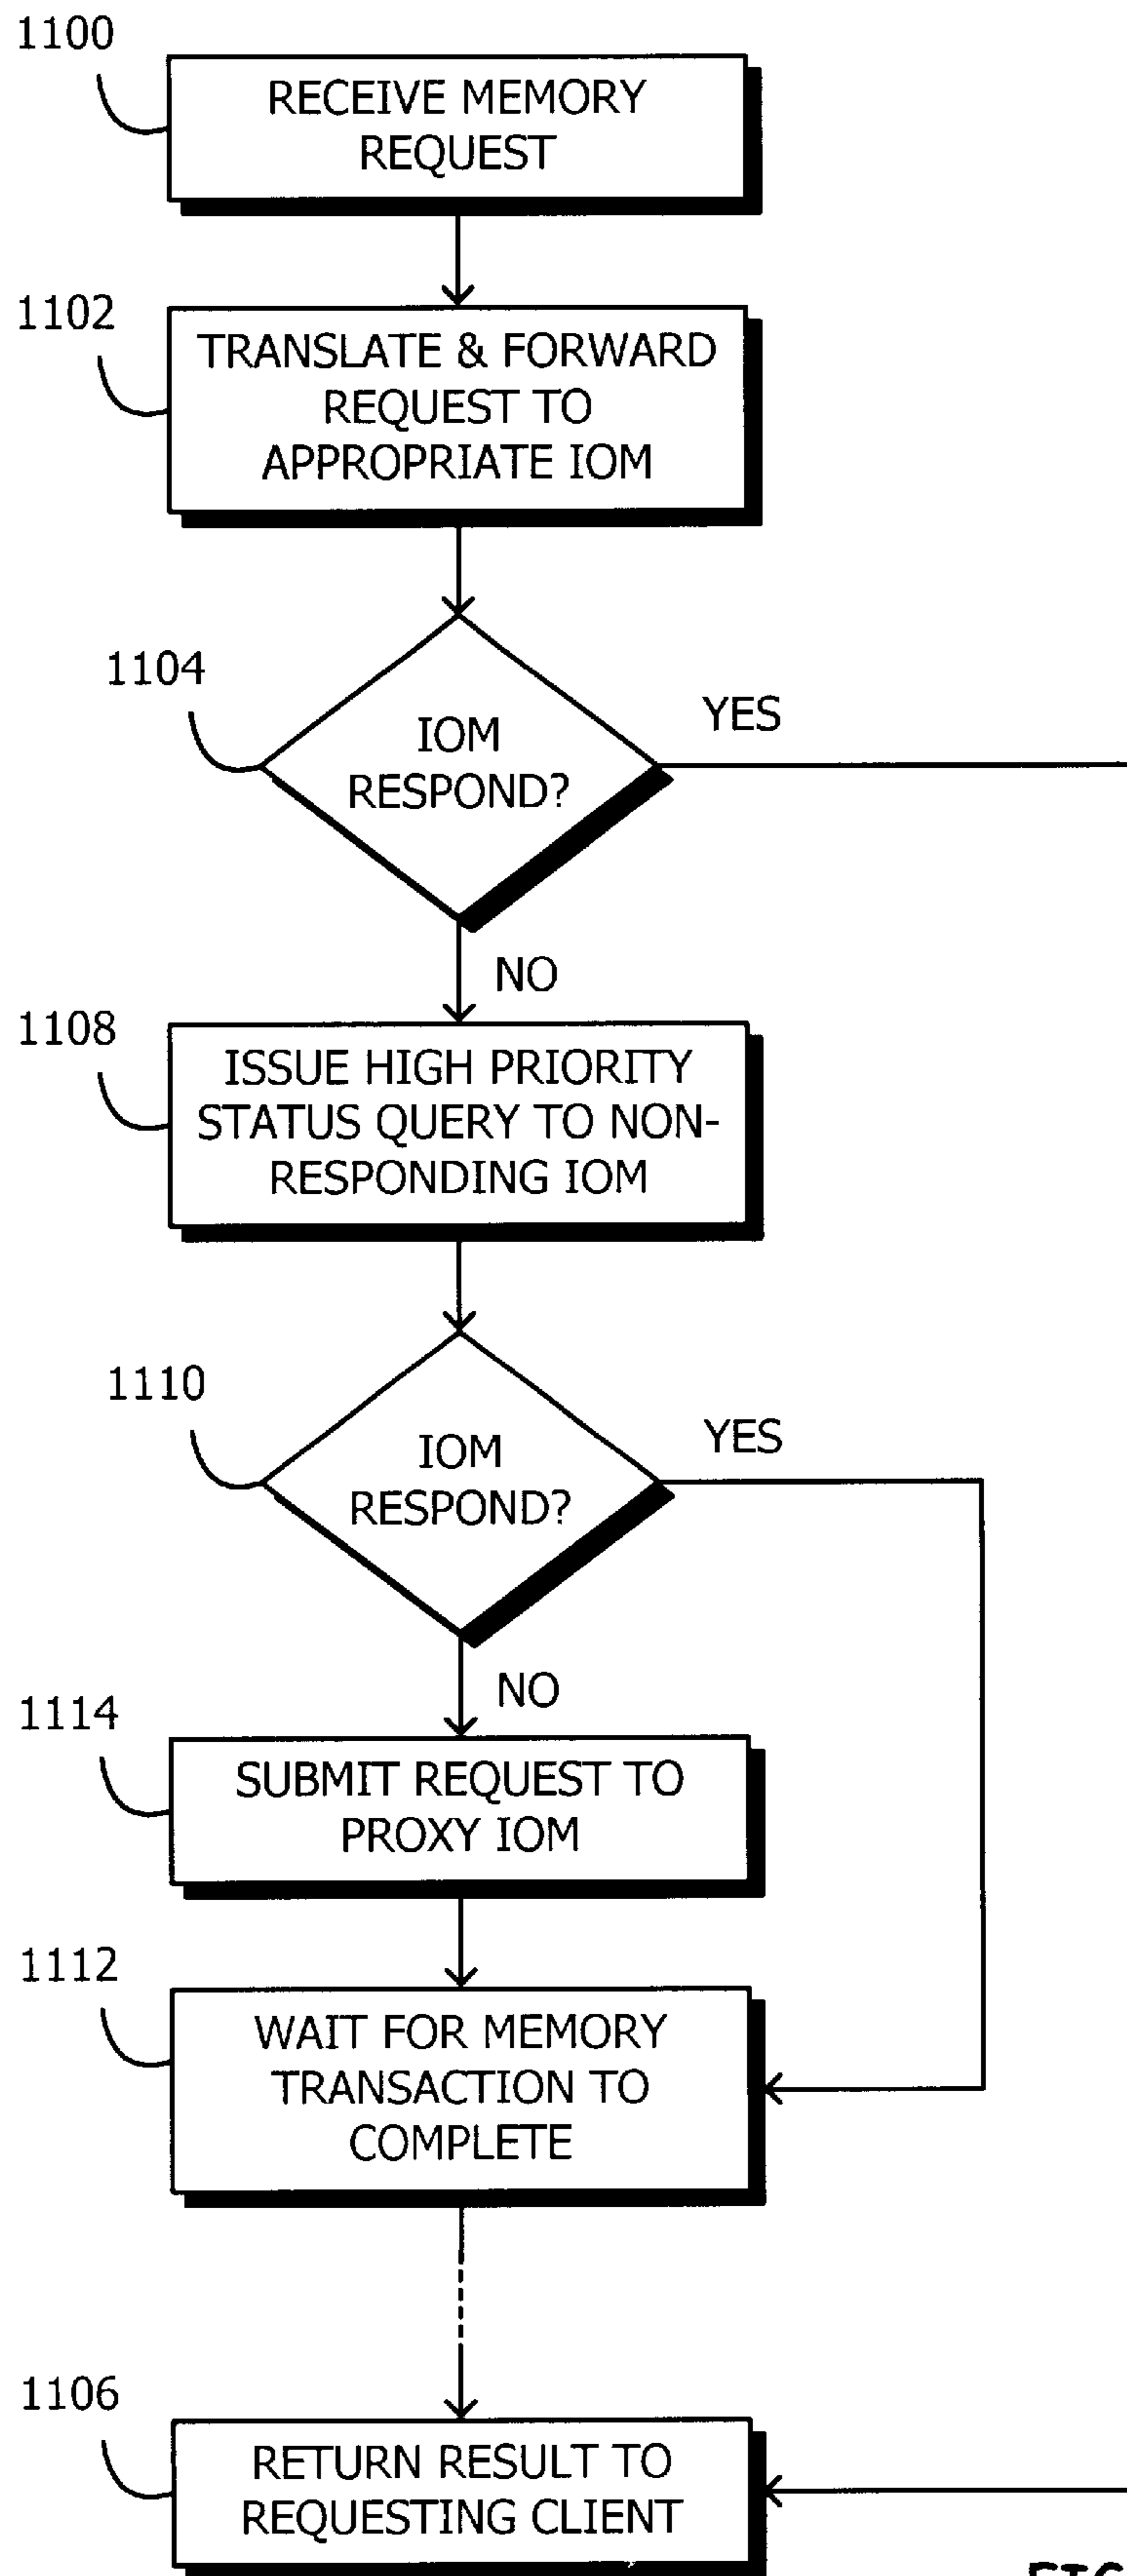 1100
RECEIVE MEMORY
REQUEST
1102
TRANSLATE & FORWARD
REQUEST TO
APPROPRIATE IOM
1104
IOM
RESPOND?
YES
NO
1108
ISSUE HIGH PRIORITY
STATUS QUERY TO NON-
RESPONDING IOM
1110
IOM
RESPOND?
YES
NO
1114
SUBMIT REQUEST TO
PROXY IOM
1112
WAIT FOR MEMORY
TRANSACTION TO
COMPLETE
1106
RETURN RESULT TO
REQUESTING CLIENT